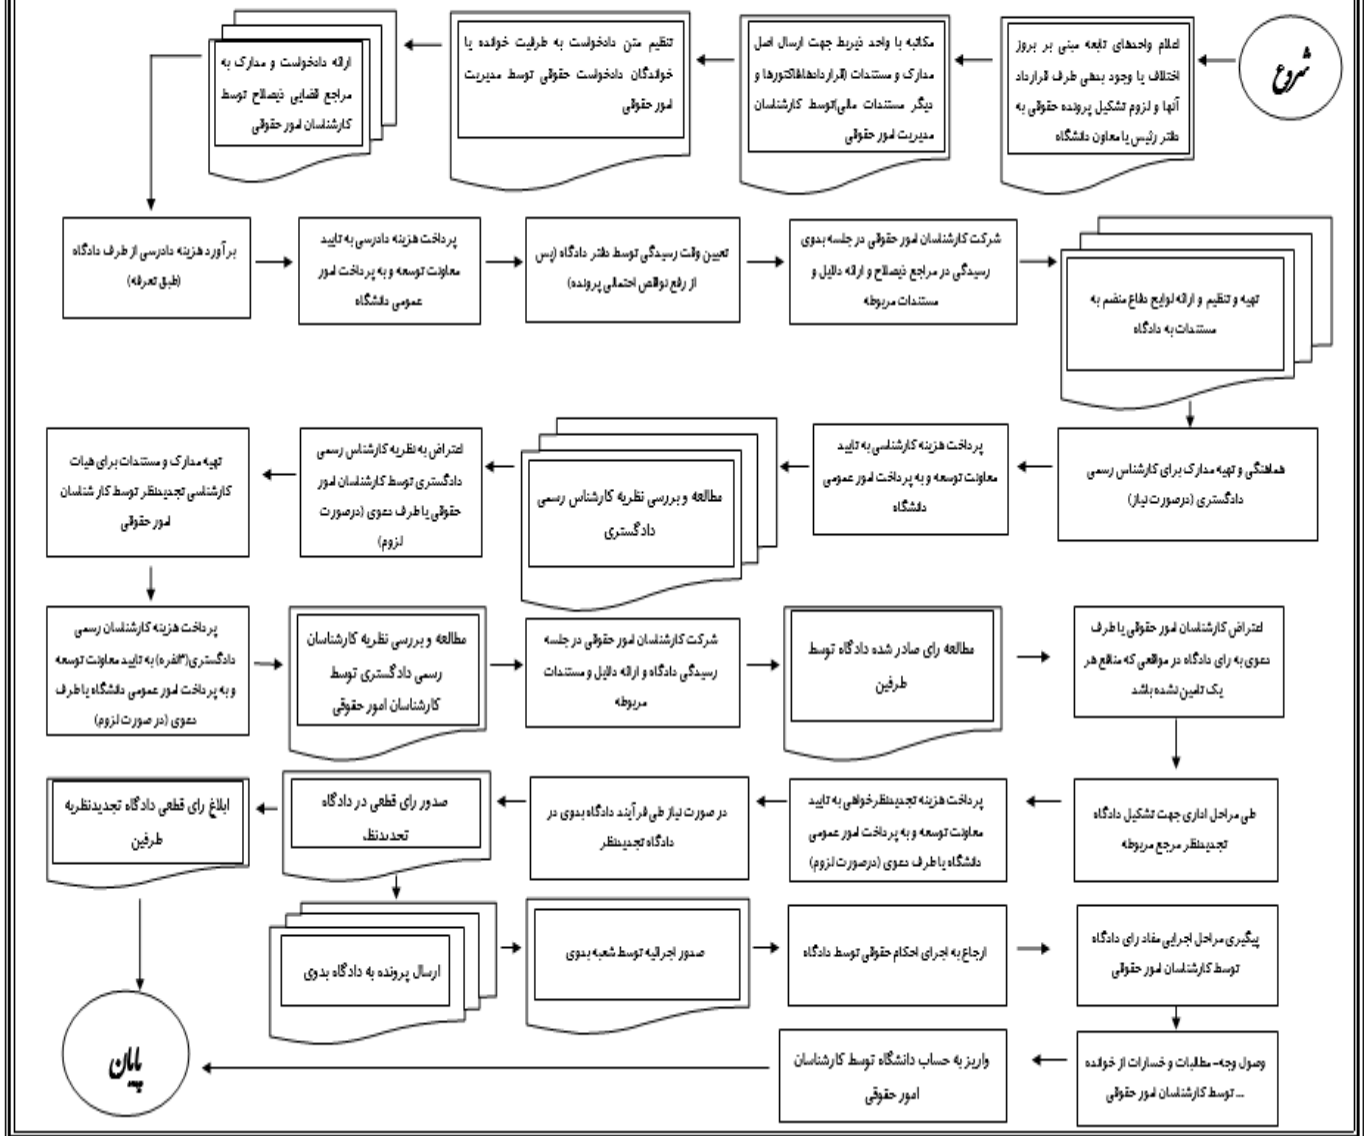 شروع
اعلام واحدهای تابعه مبنی بر بروز
اختلاف یا وجود بدهی طرف قرارداد
آنها و لزوم تشکیل پرونده حقوقی به
دفتر رئیس یا معاون دانشگاه
مکاتبه با واحد ذیربط جهت ارسال اصل
مدارک و مستندات (قراردادها،فاکتورها و
دیگر مستندات مالی)توسط کارشناسان
مدیریت امور حقوقی
تنظیم متن دادخواست به طرفیت خوانده یا
خواندگان دادخواست حقوقی توسط مدیریت
امور حقوقی
ارائه دادخواست و مدارک به
مراجع قضایی ذیصلاح توسط
کارشناسان امور حقوقی
برآورد هزینه دادرسی از طرف دادگاه
(طبق تعرفه)
پرداخت هزینه دادرسی به تایید
معاونت توسعه و به پرداخت امور
عمومی دانشگاه
تعیین وقت رسیدگی توسط دفتر دادگاه (پس
از رفع نواقص احتمالی پرونده)
شرکت کارشناسان امور حقوقی در جلسه بدوی
رسیدگی در مراجع ذیصلاح و ارائه دلایل و
مستندات مربوطه
تهیه و تنظیم و ارائه لوایح دفاع منضم به
مستندات به دادگاه
هماهنگی و تهیه مدارک برای کارشناس رسمی
دادگستری (درصورت نیاز)
پرداخت هزینه کارشناسی به تایید
معاونت توسعه و به پرداخت امور عمومی
دانشگاه
مطالعه و بررسی نظریه کارشناس رسمی
دادگستری
اعتراض به نظریه کارشناس رسمی
دادگستری توسط کارشناسان امور
حقوقی یا طرف دعوی (درصورت
لزوم)
تهیه مدارک و مستندات برای هیات
کارشناسی تجدیدنظر توسط کارشناسان
امور حقوقی
پرداخت هزینه کارشناسان رسمی
دادگستری(۳نفره) به تایید معاونت توسعه
و به پرداخت امور عمومی دانشگاه یا طرف
دعوی (در صورت لزوم)
مطالعه و بررسی نظریه کارشناسان
رسمی دادگستری توسط
کارشناسان امور حقوقی
شرکت کارشناسان امور حقوقی در جلسه
رسیدگی دادگاه و ارائه دلایل و مستندات
مربوطه
مطالعه رای صادر شده دادگاه توسط
طرفین
اعتراض کارشناسان امور حقوقی یا طرف
دعوی به رای دادگاه در مواقعی که منافع هر
یک تامین نشده باشد
طی مراحل اداری جهت تشکیل دادگاه
تجدیدنظر مرجع مربوطه
پرداخت هزینه تجدیدنظرخواهی به تایید
معاونت توسعه و به پرداخت امور عمومی
دانشگاه یا طرف دعوی (درصورت لزوم)
در صورت نیاز طی فرآیند دادگاه بدوی در
دادگاه تجدیدنظر
صدور رای قطعی در دادگاه
تجدیدنظ
ابلاغ رای قطعی دادگاه تجدیدنظربه
طرفین
ارسال پرونده به دادگاه بدوی
صدور اجرائیه توسط شعبه بدوی
ارجاع به اجرای احکام حقوقی توسط دادگاه
پیگیری مراحل اجرایی مفاد رای دادگاه
توسط کارشناسان امور حقوقی
وصول وجه- مطالبات و خسارات از خوانده
... توسط کارشناسان امور حقوقی
واریز به حساب دانشگاه توسط کارشناسان
امور حقوقی
پایان